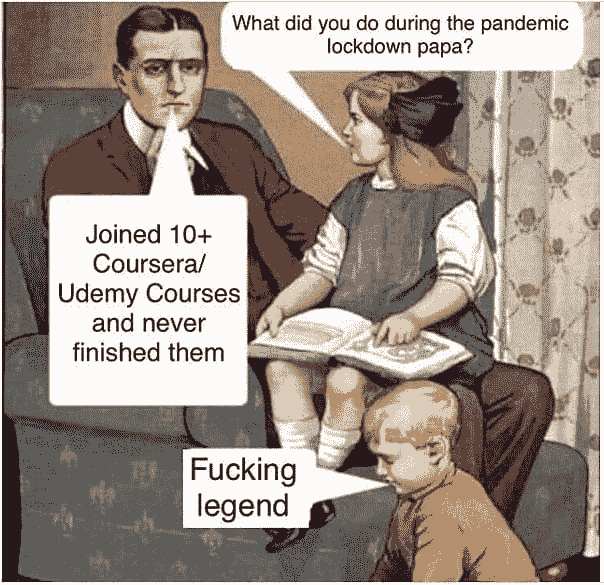 What did you do during the pandemic
lockdown papa?
Joined 10+
Coursera/
Udemy Courses
and never
finished them
Fucking
legend